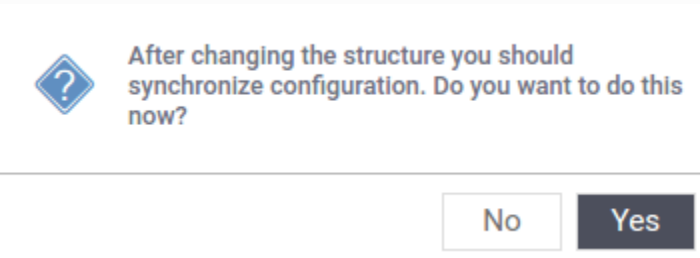 After changing the structure you should
synchronize configuration. Do you want to do this
now?
No
Yes